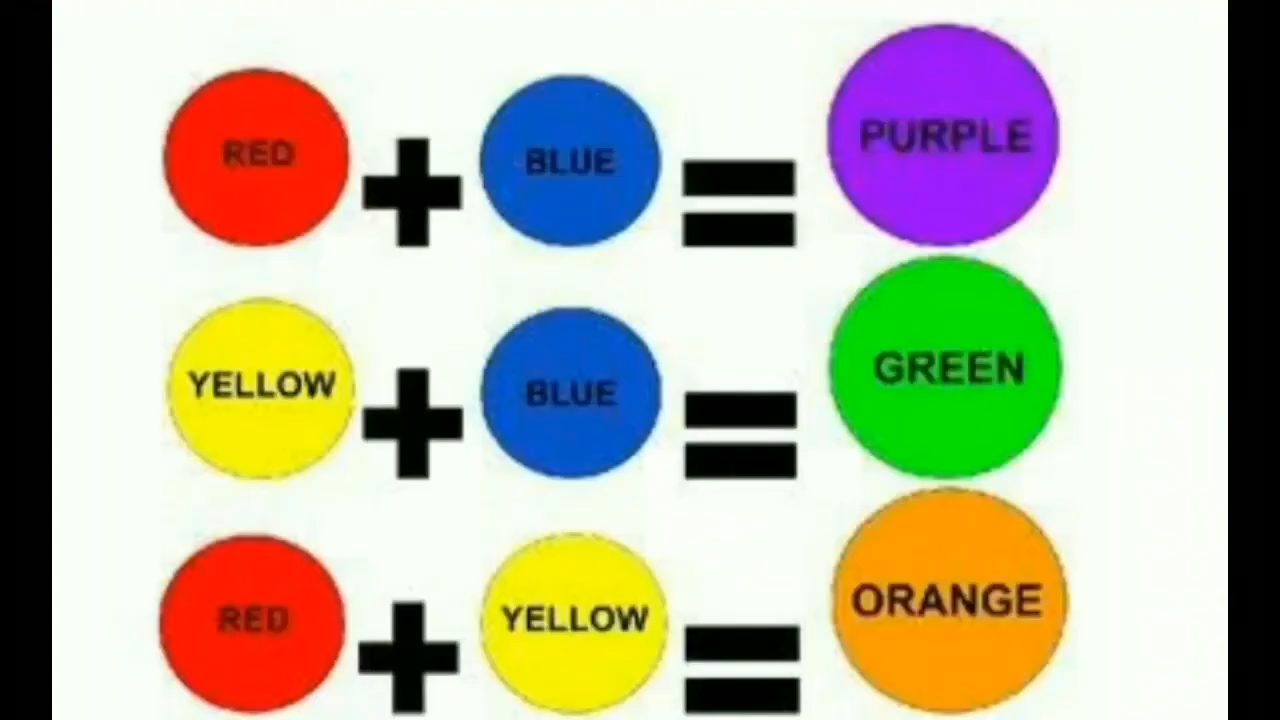 RED + BLUE = PURPLE
YELLOW + BLUE = GREEN
RED + YELLOW = ORANGE